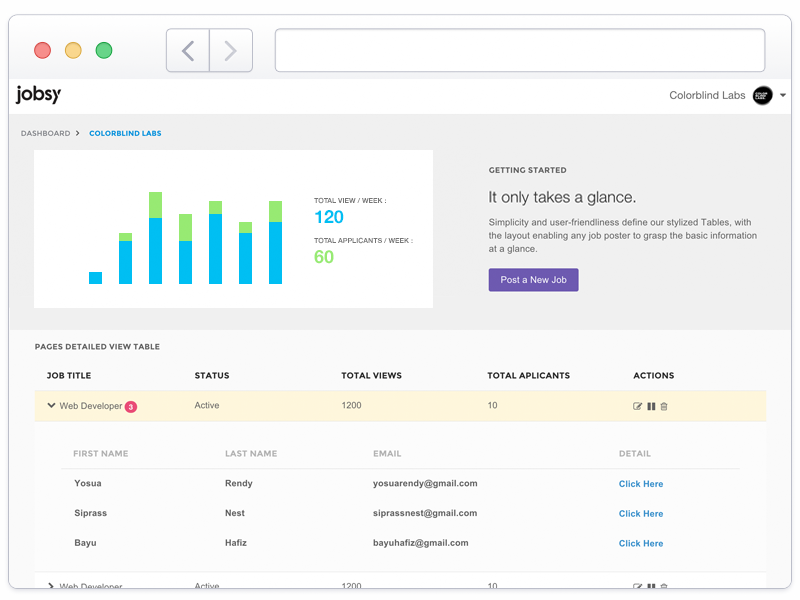 jobsy
Colorblind Labs
DASHBOARD
COLORBLIND LABS
TOTAL VIEW / WEEK :
120
TOTAL APPLICANTS / WEEK :
60
GETTING STARTED
It only takes a glance.
Simplicity and user-friendliness define our stylized Tables, with
the layout enabling any job poster to grasp the basic information
at a glance.
Post a New Job
PAGES DETAILED VIEW TABLE
JOB TITLE STATUS TOTAL VIEWS TOTAL APLICANTS ACTIONS
Web Developer 3 Active 1200 10
FIRST NAME LAST NAME EMAIL DETAIL
Yosua Rendy yosuarendy@gmail.com Click Here
Siprass Nest siprassnest@gmail.com Click Here
Bayu Hafiz bayuhafiz@gmail.com Click Here
Web Developer Active 1200 10